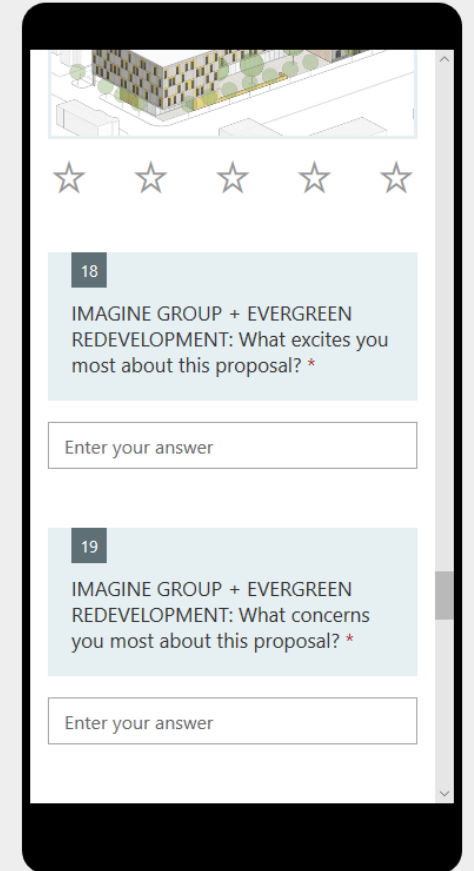 18
IMAGINE GROUP + EVERGREEN
REDEVELOPMENT: What excites you
most about this proposal? *
Enter your answer
19
IMAGINE GROUP + EVERGREEN
REDEVELOPMENT: What concerns
you most about this proposal? *
Enter your answer